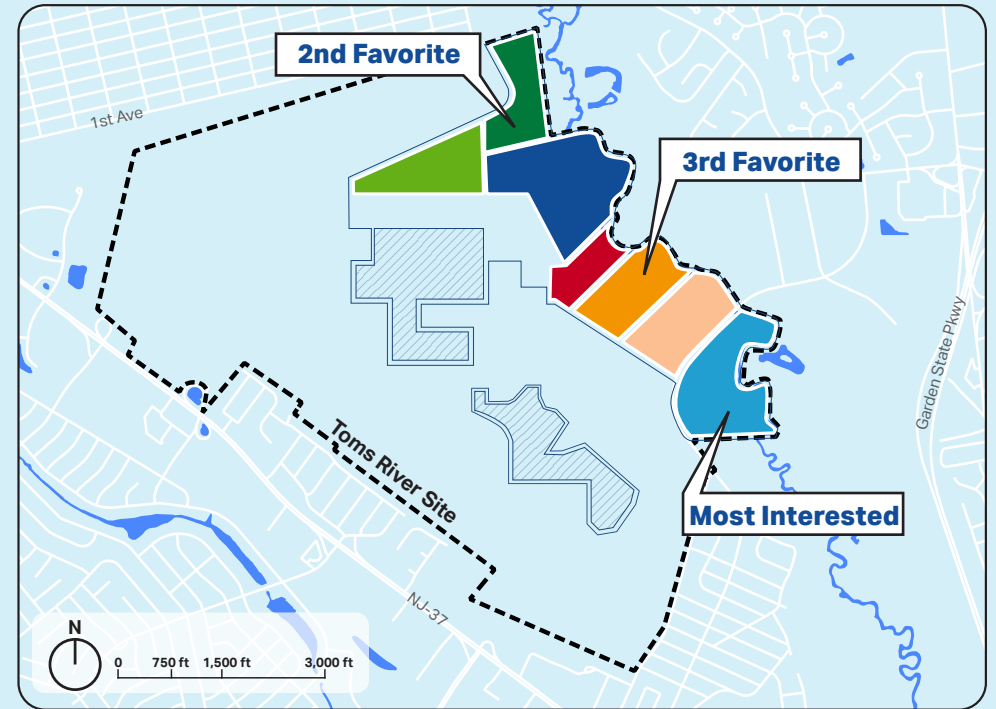 2nd Favorite
1st Ave
3rd Favorite
Garden State Pkwy
Toms River Site
Most Interested
NJ-37
N
0 750 ft 1,500 ft 3,000 ft